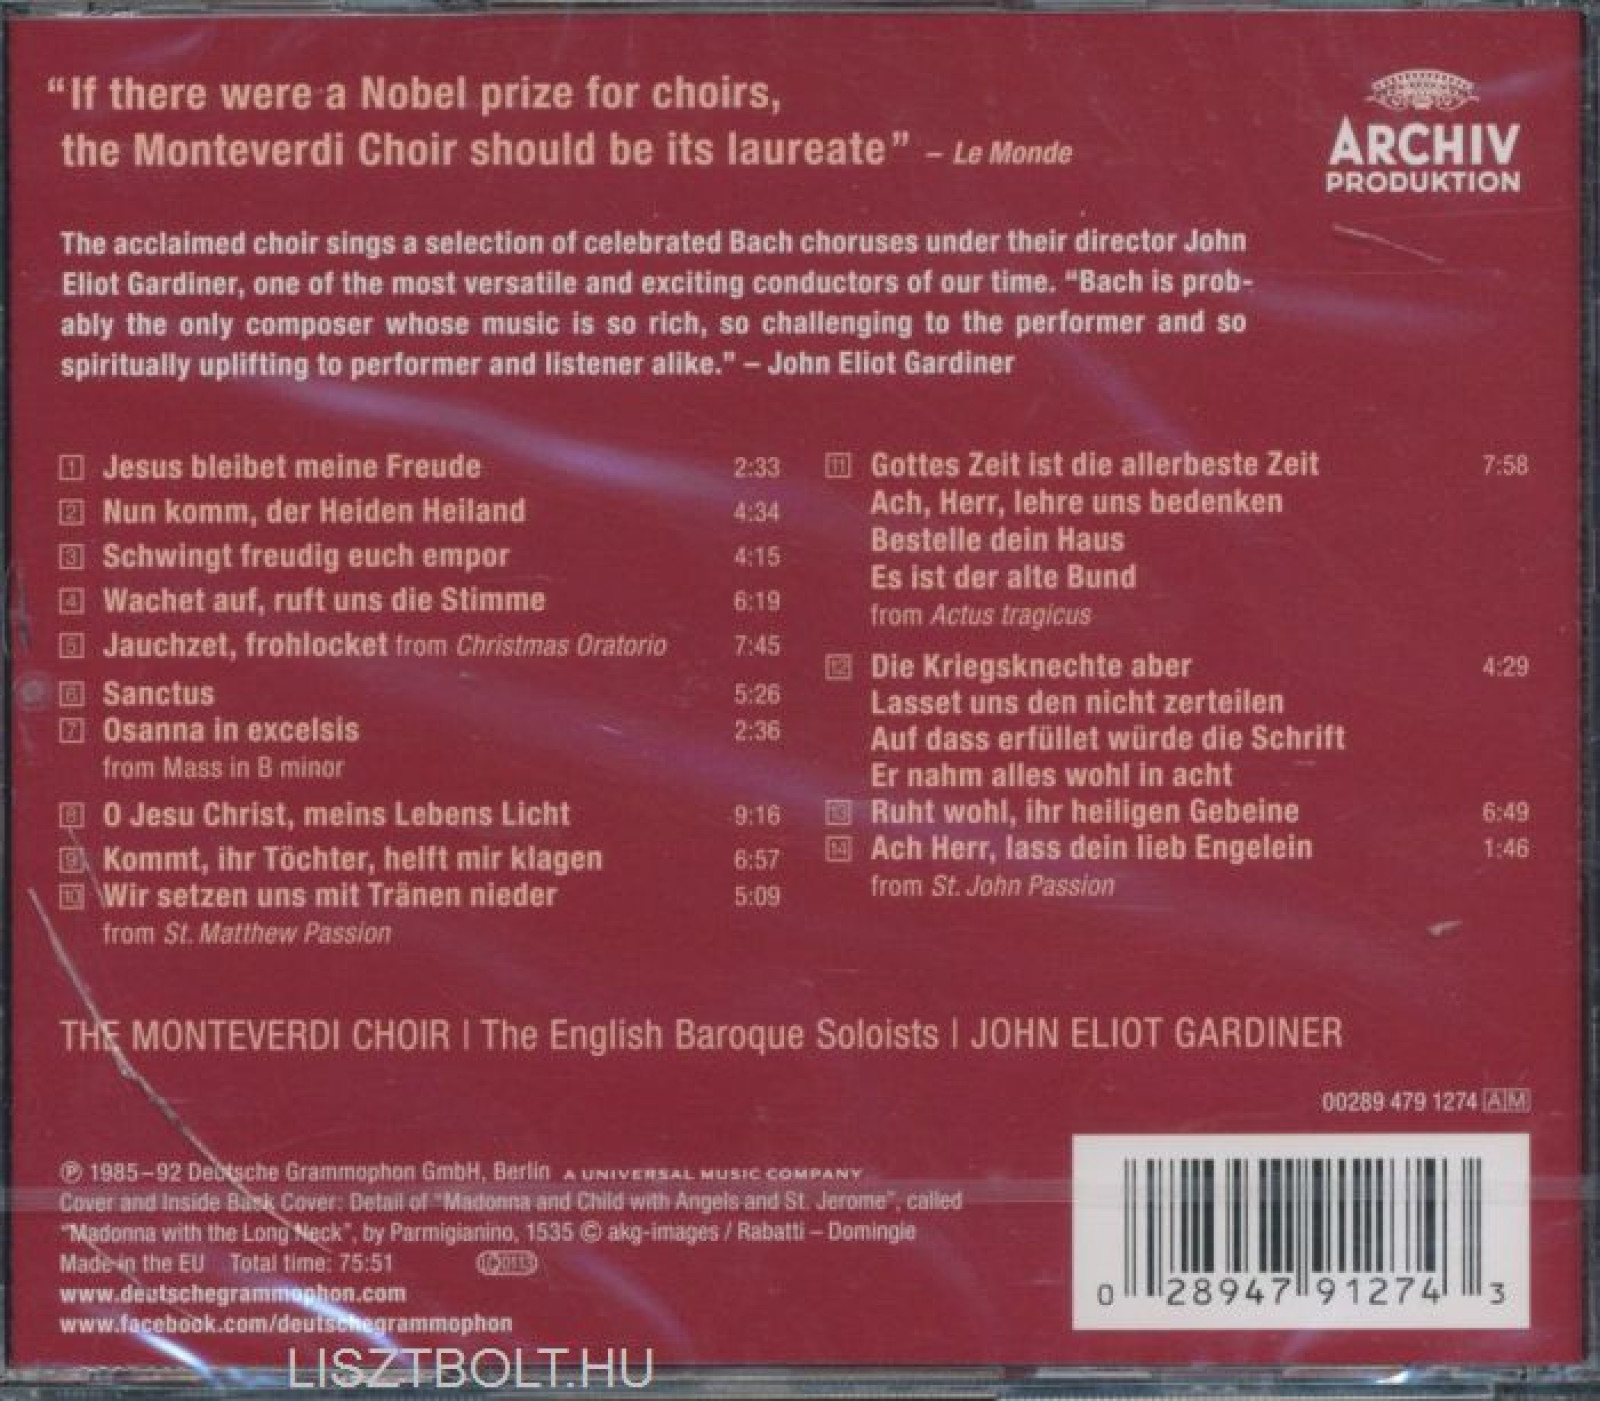 “If there were a Nobel prize for choirs,
the Monteverdi Choir should be its laureate” – Le Monde
ARCHIV
PRODUKTION
The acclaimed choir sings a selection of celebrated Bach choruses under their director John
Eliot Gardiner, one of the most versatile and exciting conductors of our time. “Bach is prob-
ably the only composer whose music is so rich, so challenging to the performer and so
spiritually uplifting to performer and listener alike.” – John Eliot Gardiner
1 Jesus bleibet meine Freude 2:33
2 Nun komm, der Heiden Heiland 4:34
3 Schwingt freudig euch empor 4:15
4 Wachet auf, ruft uns die Stimme 6:19
5 Jauchzet, frohlocket from Christmas Oratorio 7:45
6 Sanctus 5:26
7 Osanna in excelsis 2:36
from Mass in B minor
8 O Jesu Christ, meins Lebens Licht 9:16
9 Kommt, ihr Töchter, helft mir klagen 6:57
10 Wir setzen uns mit Tränen nieder 5:09
from St. Matthew Passion
11 Gottes Zeit ist die allerbeste Zeit 7:58
Ach, Herr, lehre uns bedenken
Bestelle dein Haus
Es ist der alte Bund
from Actus tragicus
12 Die Kriegsknechte aber 4:29
Lasset uns den nicht zerteilen
Auf dass erfüllet würde die Schrift
Er nahm alles wohl in acht
13 Ruht wohl, ihr heiligen Gebeine 6:49
14 Ach Herr, lass dein lieb Engelein 1:46
from St. John Passion
THE MONTEVERDI CHOIR | The English Baroque Soloists | JOHN ELIOT GARDINER
00289 479 1274 AM
℗ 1985–92 Deutsche Grammophon GmbH, Berlin A UNIVERSAL MUSIC COMPANY
Cover and Inside Back Cover: Detail of “Madonna and Child with Angels and St. Jerome”, called
“Madonna with the Long Neck”, by Parmigianino, 1535 © akg-images / Rabatti – Domingie
Made in the EU Total time: 75:51
www.deutschegrammophon.com
www.facebook.com/deutschegrammophon
0 28947 91274 3
LISZTBOLT.HU